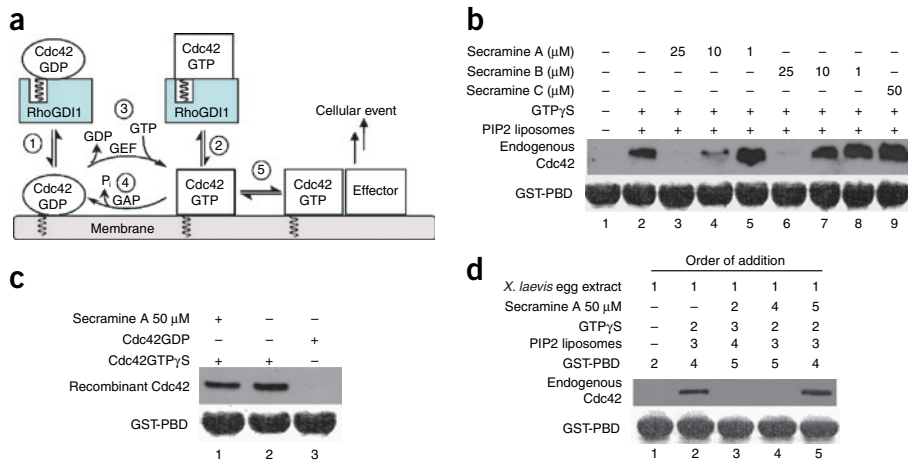 a
Cdc42
GDP
RhoGDI1
Cdc42
GTP
RhoGDI1
Cellular event
1
GDP
3
GTP
GEF
2
5
Pi
4
GAP
Cdc42
GDP
Cdc42
GTP
Cdc42
GTP
Effector
Membrane
b
Secramine A (μM) – – 25 10 1 – – – –
Secramine B (μM) – – – – – 25 10 1 –
Secramine C (μM) – – – – – – – – 50
GTPγS – + + + + + + + +
PIP2 liposomes – + + + + + + + +
Endogenous
Cdc42
GST-PBD
1 2 3 4 5 6 7 8 9
c
Secramine A 50 μM + – –
Cdc42GDP – – +
Cdc42GTPγS + + –
Recombinant Cdc42
GST-PBD
1 2 3
d
Order of addition
X. laevis egg extract 1 1 1 1 1
Secramine A 50 μM – – 2 4 5
GTPγS – 2 3 2 2
PIP2 liposomes – 3 4 3 3
GST-PBD 2 4 5 5 4
Endogenous
Cdc42
GST-PBD
1 2 3 4 5